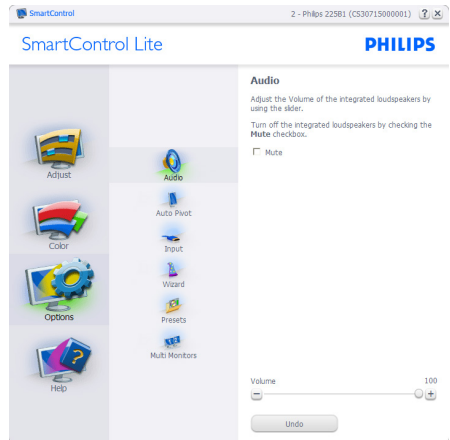 SmartControl
2 - Philips 225B1 (CS30715000001)
?
SmartControl Lite
PHILIPS
Adjust
Color
Options
Help
Audio
Auto Pivot
Input
Wizard
Presets
Multi Monitors
Audio
Adjust the Volume of the integrated loudspeakers by
using the slider.
Turn off the integrated loudspeakers by checking the
Mute checkbox.
Mute
Volume
100
Undo